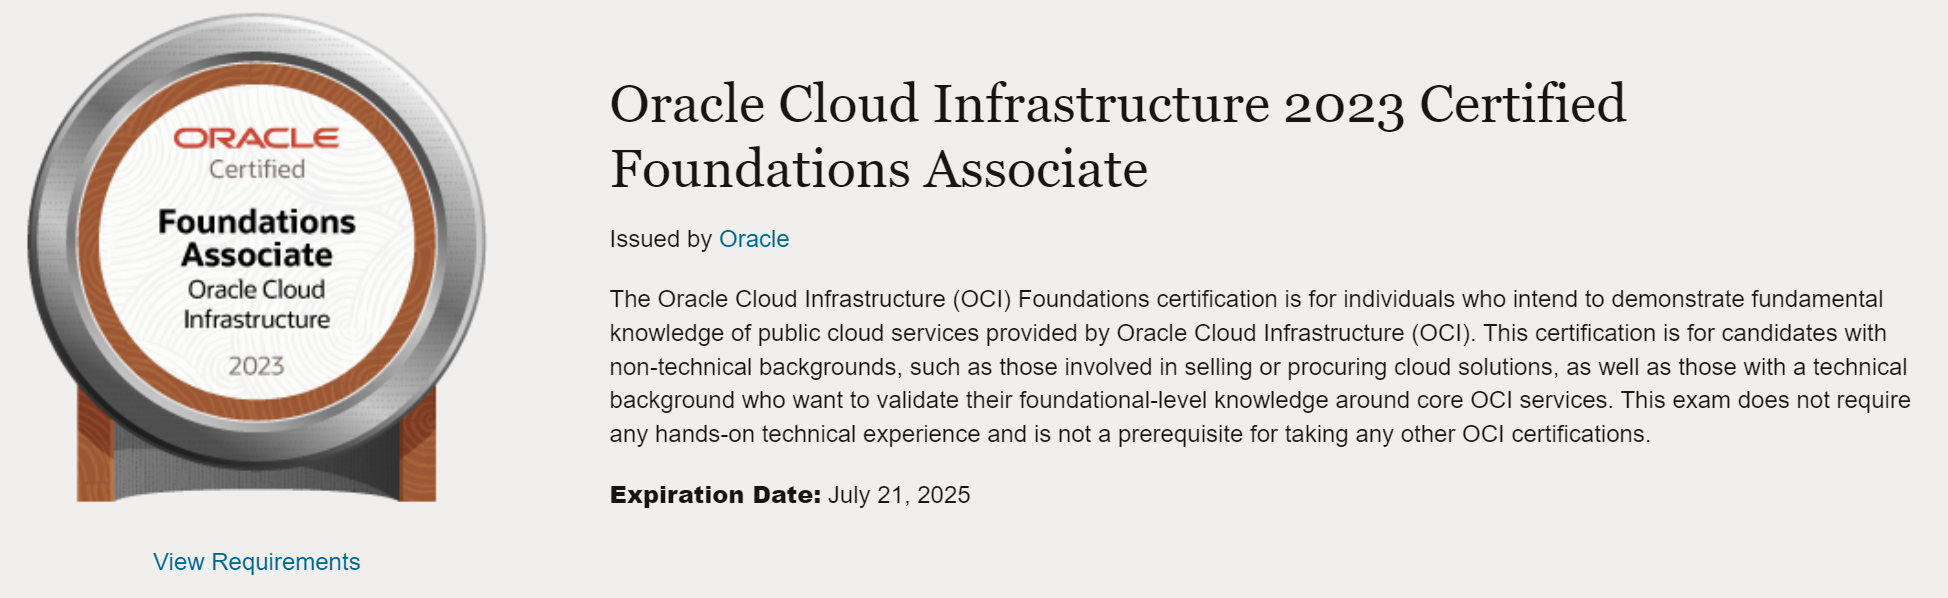 ORACLE
Certified
Foundations
Associate
Oracle Cloud
Infrastructure
2023
View Requirements
Oracle Cloud Infrastructure 2023 Certified
Foundations Associate
Issued by Oracle
The Oracle Cloud Infrastructure (OCI) Foundations certification is for individuals who intend to demonstrate fundamental
knowledge of public cloud services provided by Oracle Cloud Infrastructure (OCI). This certification is for candidates with
non-technical backgrounds, such as those involved in selling or procuring cloud solutions, as well as those with a technical
background who want to validate their foundational-level knowledge around core OCI services. This exam does not require
any hands-on technical experience and is not a prerequisite for taking any other OCI certifications.
Expiration Date: July 21, 2025